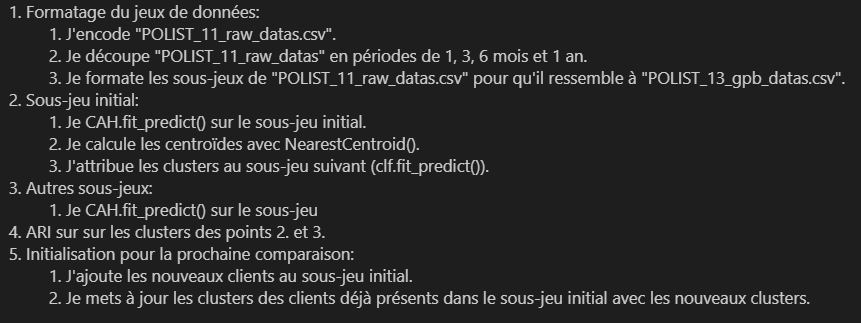 1. Formatage du jeux de données:
1. J'encode "POLIST_11_raw_datas.csv".
2. Je découpe "POLIST_11_raw_datas" en périodes de 1, 3, 6 mois et 1 an.
3. Je formate les sous-jeux de "POLIST_11_raw_datas.csv" pour qu'il ressemble à "POLIST_13_gpb_datas.csv".
2. Sous-jeu initial:
1. Je CAH.fit_predict() sur le sous-jeu initial.
2. Je calcule les centroïdes avec NearestCentroid().
3. J'attribue les clusters au sous-jeu suivant (clf.fit_predict()).
3. Autres sous-jeux:
1. Je CAH.fit_predict() sur le sous-jeu
4. ARI sur sur les clusters des points 2. et 3.
5. Initialisation pour la prochaine comparaison:
1. J'ajoute les nouveaux clients au sous-jeu initial.
2. Je mets à jour les clusters des clients déjà présents dans le sous-jeu initial avec les nouveaux clusters.